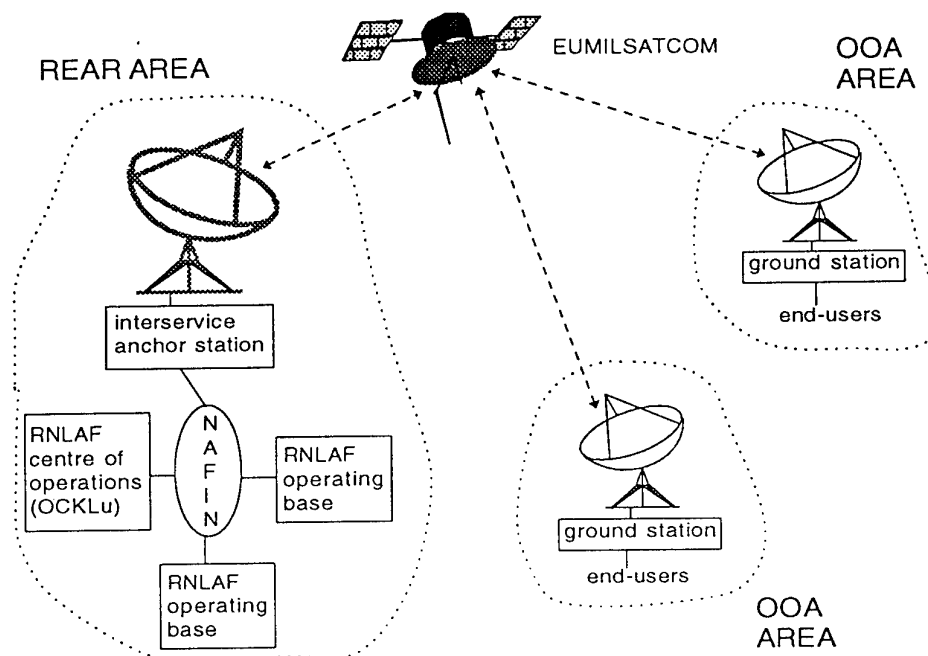 EUMILSATCOM
REAR AREA
OOA
AREA
interservice
anchor station
NAFIN
RNLAF
centre of
operations
(OCKLu)
RNLAF
operating
base
RNLAF
operating
base
ground station
end-users
ground station
end-users
OOA
AREA